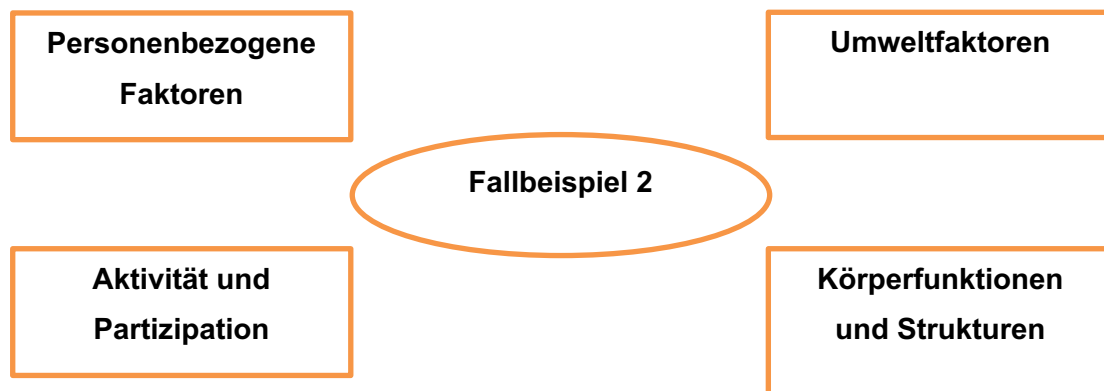 Personenbezogene
Faktoren
Umweltfaktoren
Fallbeispiel 2
Aktivität und
Partizipation
Körperfunktionen
und Strukturen